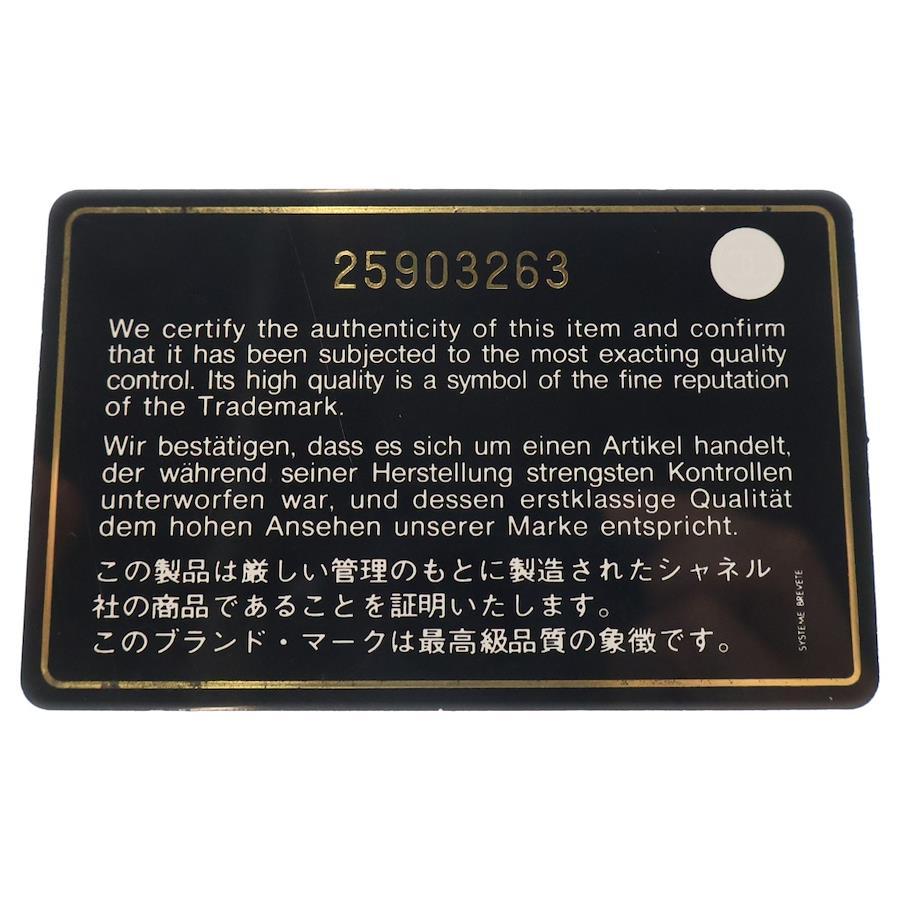 25903263
We certify the authenticity of this item and confirm
that it has been subjected to the most exacting quality
control. Its high quality is a symbol of the fine reputation
of the Trademark.
Wir bestätigen, dass es sich um einen Artikel handelt,
der während seiner Herstellung strengsten Kontrollen
unterworfen war, und dessen erstklassige Qualität
dem hohen Ansehen unserer Marke entspricht.
この製品は厳しい管理のもとに製造されたシャネル
社の商品であることを証明いたします。
このブランド・マークは最高級品質の象徴です。
SYSTEME BREVETE